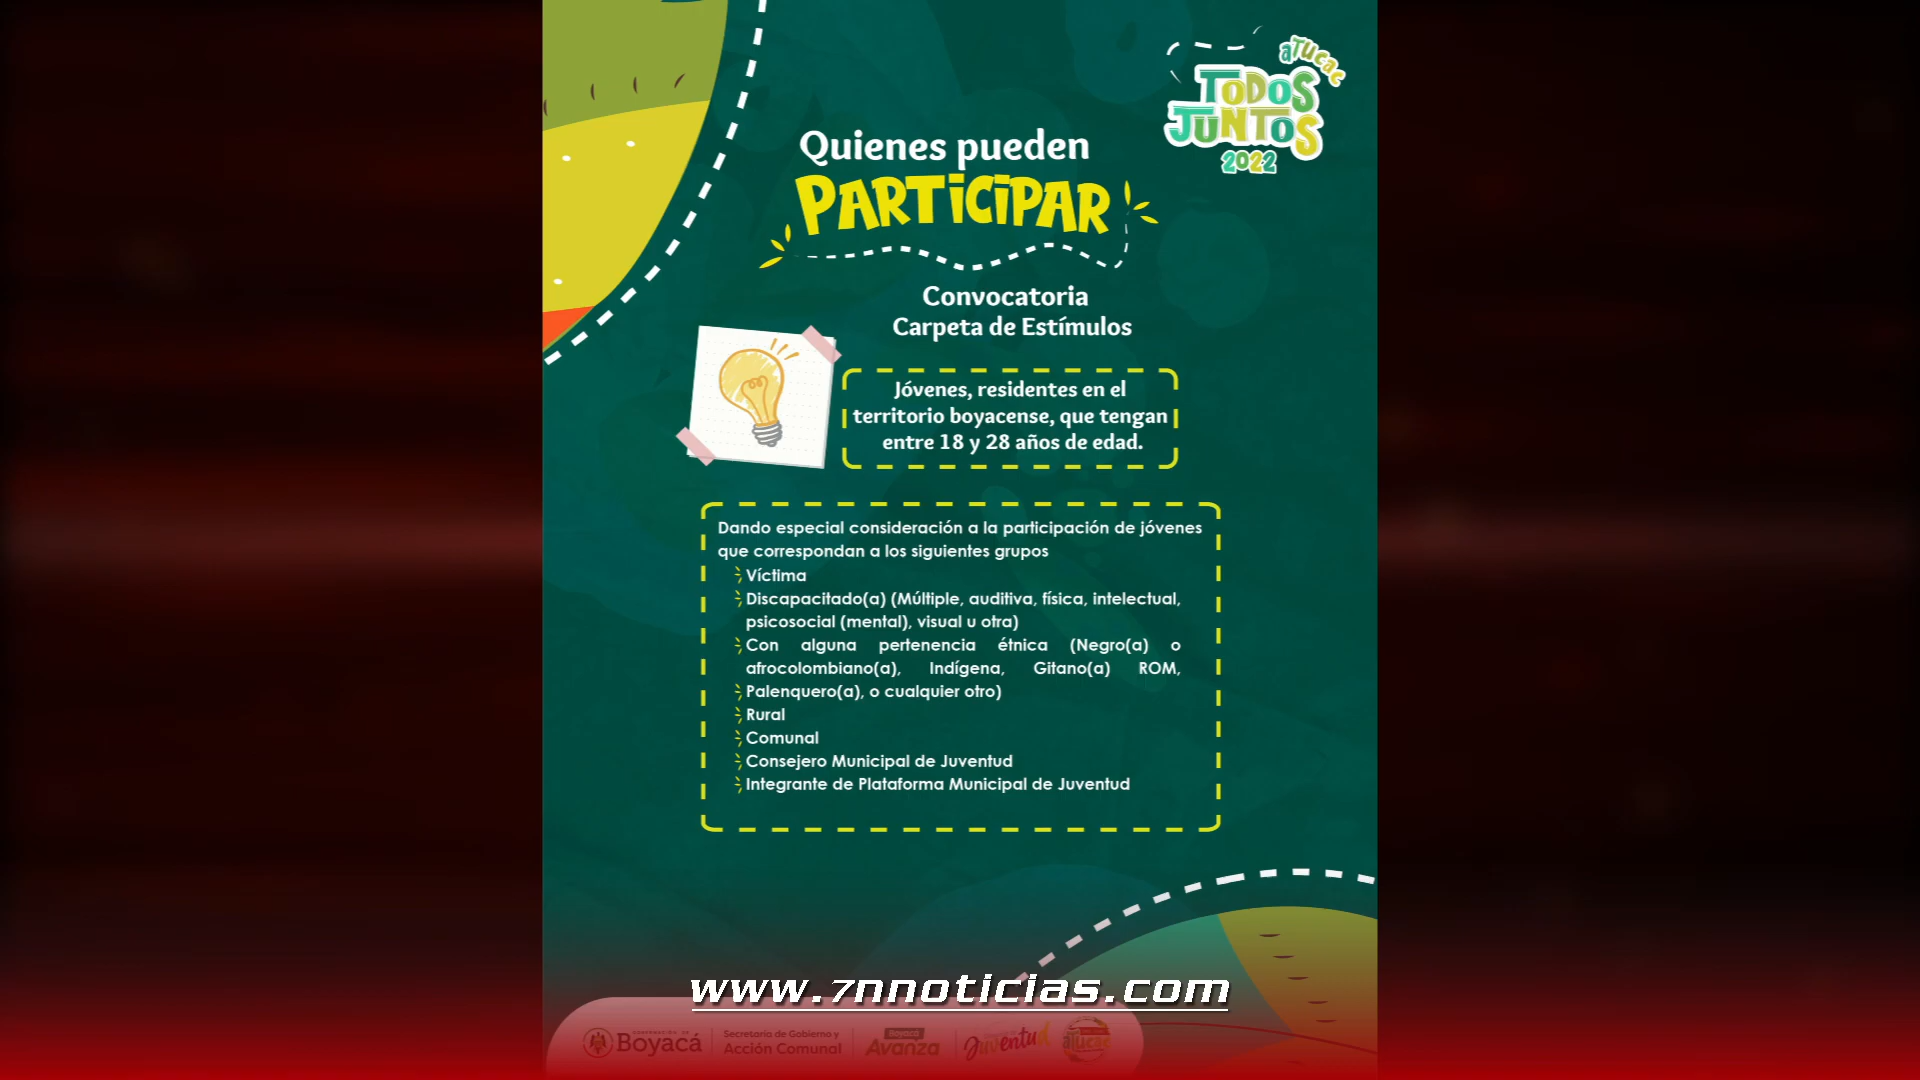 aTucac
TODOS
JUNTOS
2022
Quienes pueden
PARTiCiPAR
Convocatoria
Carpeta de Estímulos
Jóvenes, residentes en el
territorio boyacense, que tengan
entre 18 y 28 años de edad.
Dando especial consideración a la participación de jóvenes
que correspondan a los siguientes grupos
Víctima
Discapacitado(a) (Múltiple, auditiva, física, intelectual,
psicosocial (mental), visual u otra)
Con alguna pertenencia étnica (Negro(a) o
afrocolombiano(a), Indígena, Gitano(a) ROM,
Palenquero(a), o cualquier otro)
Rural
Comunal
Consejero Municipal de Juventud
Integrante de Plataforma Municipal de Juventud
www.7nnoticias.com
GOBERNACIÓN DE
Boyacá
Secretaría de Gobierno y
Acción Comunal
Boyacá
Avanza
Juventud
aTucac